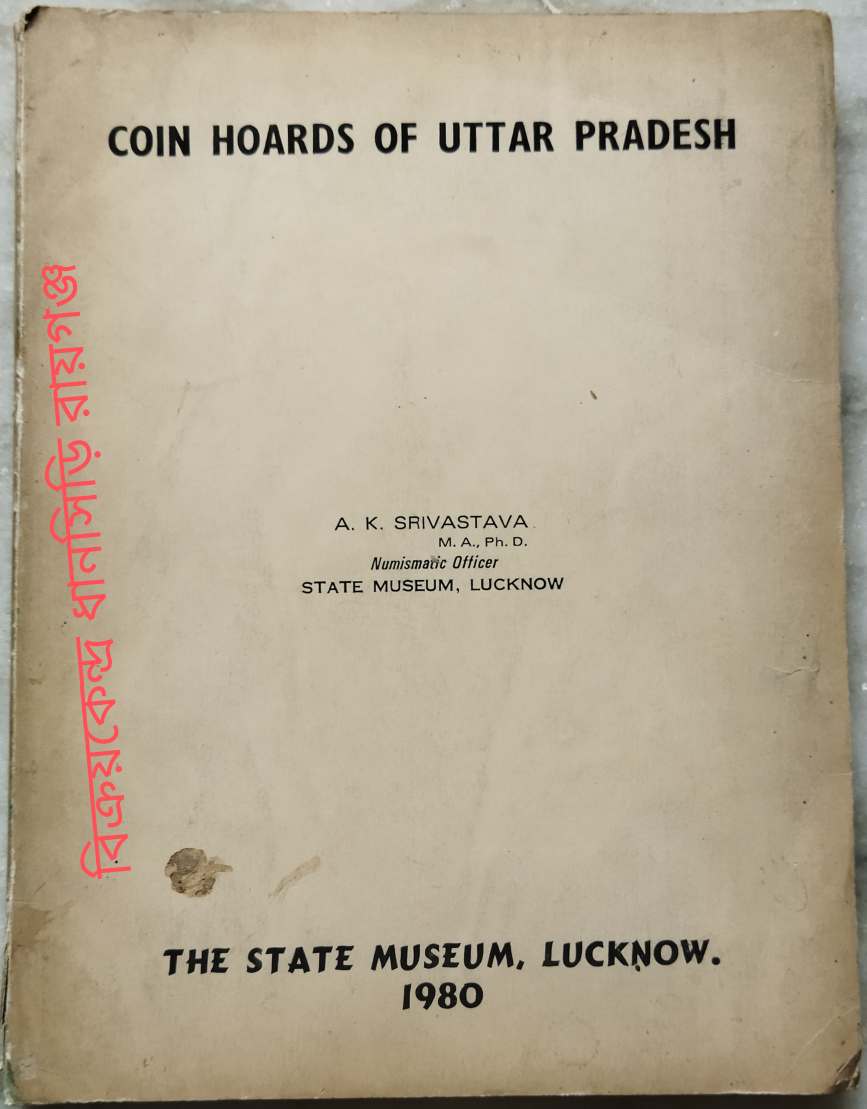 COIN HOARDS OF UTTAR PRADESH
বিক্রয়কেন্দ্র ধানসিড়ি রায়গঞ্জ
A. K. SRIVASTAVA
M. A., Ph. D.
Numismatic Officer
STATE MUSEUM, LUCKNOW
THE STATE MUSEUM, LUCKNOW.
1980